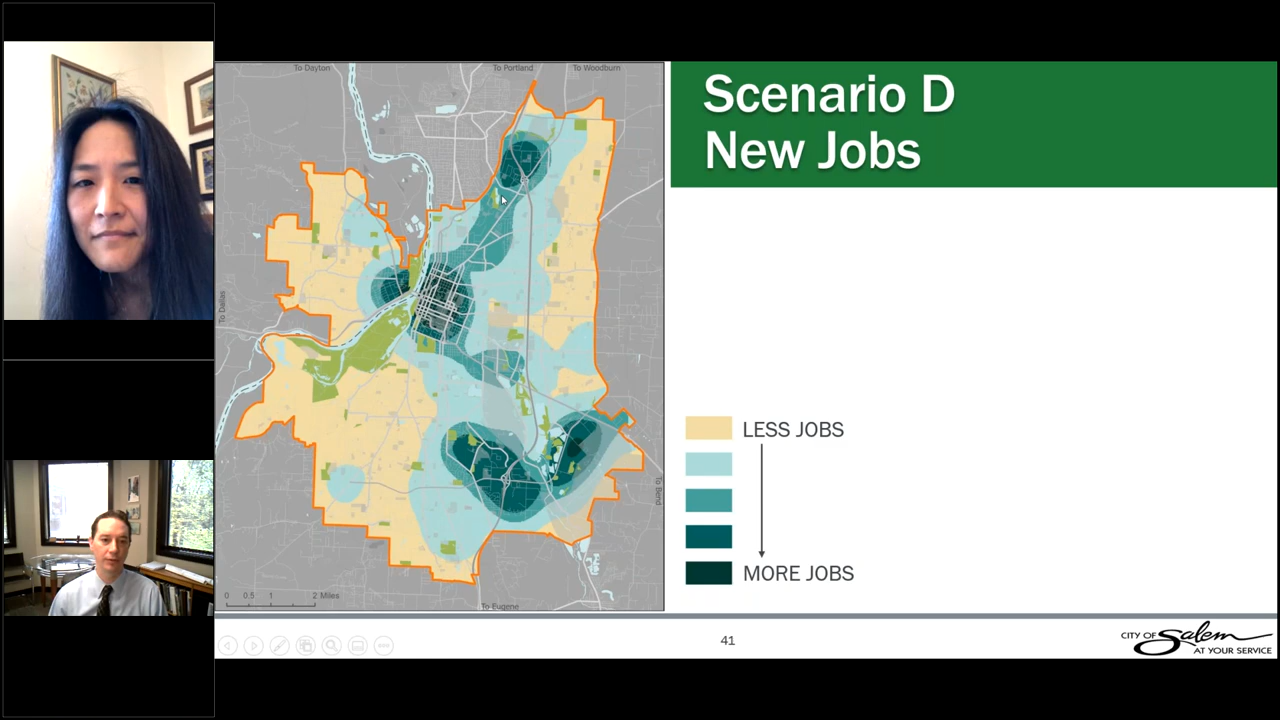 Scenario D
New Jobs
To Dayton
To Portland
To Woodburn
To Dallas
To Bend
To Eugene
0 0.5 1 2 Miles
LESS JOBS
MORE JOBS
41
CITY OF Salem
AT YOUR SERVICE